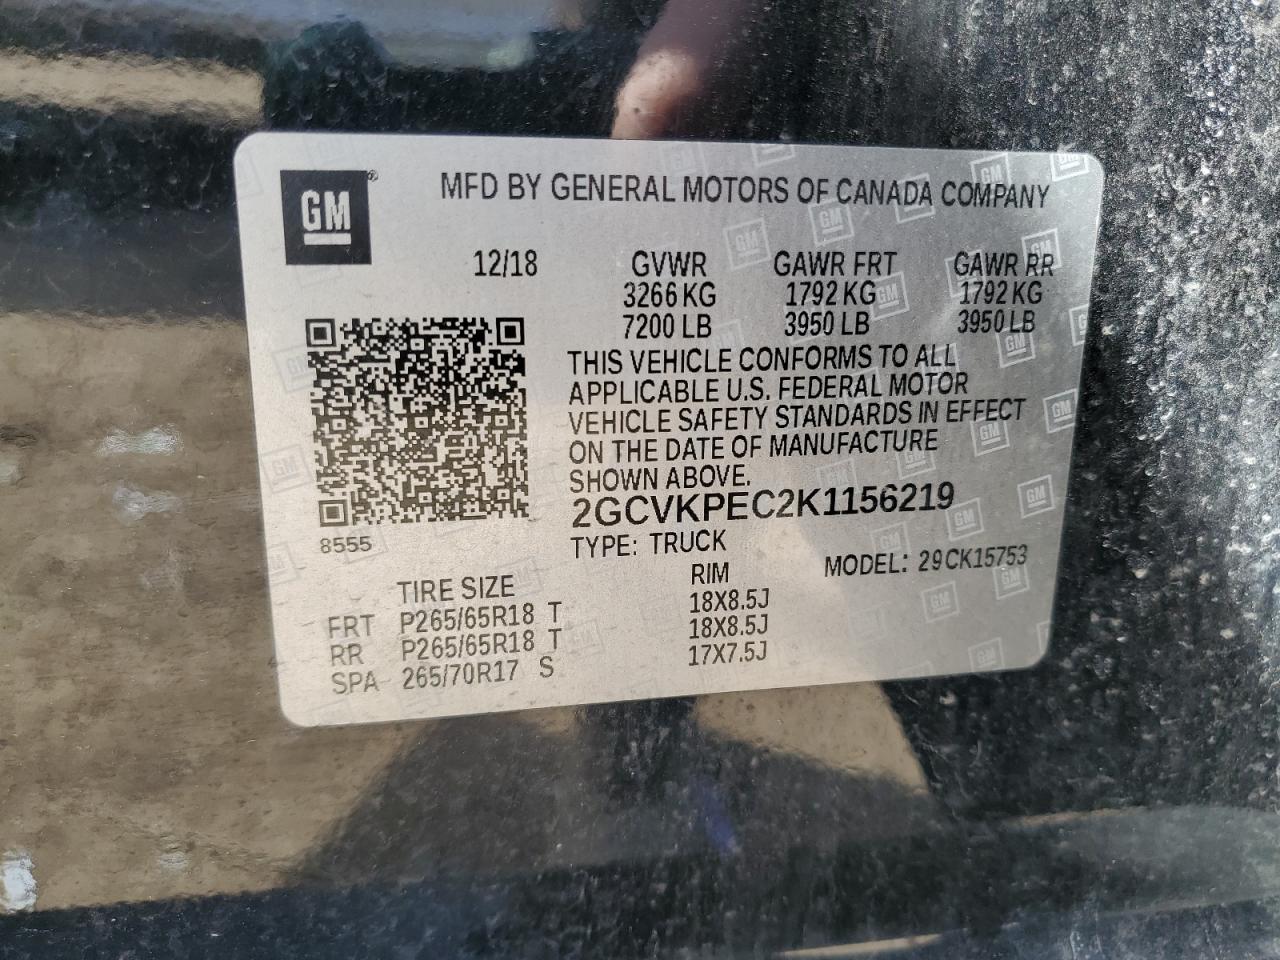 GM®
MFD BY GENERAL MOTORS OF CANADA COMPANY
12/18 GVWR GAWR FRT GAWR RR
3266 KG 1792 KG 1792 KG
7200 LB 3950 LB 3950 LB
THIS VEHICLE CONFORMS TO ALL
APPLICABLE U.S. FEDERAL MOTOR
VEHICLE SAFETY STANDARDS IN EFFECT
ON THE DATE OF MANUFACTURE
SHOWN ABOVE.
2GCVKPEC2K1156219
8555
TYPE: TRUCK MODEL: 29CK15753
TIRE SIZE RIM
FRT P265/65R18 T 18X8.5J
RR P265/65R18 T 18X8.5J
SPA 265/70R17 S 17X7.5J